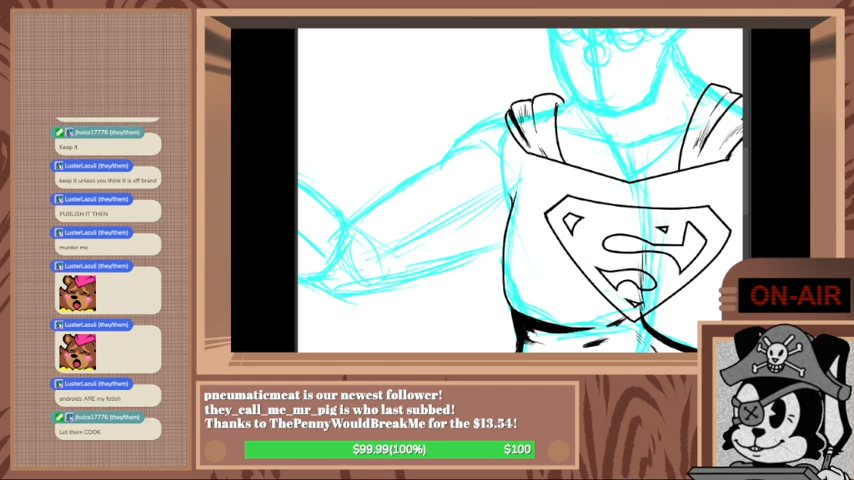 jholox17776 (they/them)
Keep it
LusterLazuli (they/them)
keep it unless you think it is off brand
LusterLazuli (they/them)
PUBLISH IT THEN
LusterLazuli (they/them)
murder me
LusterLazuli (they/them)
LusterLazuli (they/them)
LusterLazuli (they/them)
androids ARE my fetish
jholox17776 (they/them)
Let them COOK
S
ON-AIR
pneumaticmeat is our newest follower!
they_call_me_mr_pig is who last subbed!
Thanks to ThePennyWouldBreakMe for the $13.54!
$99.99(100%) $100